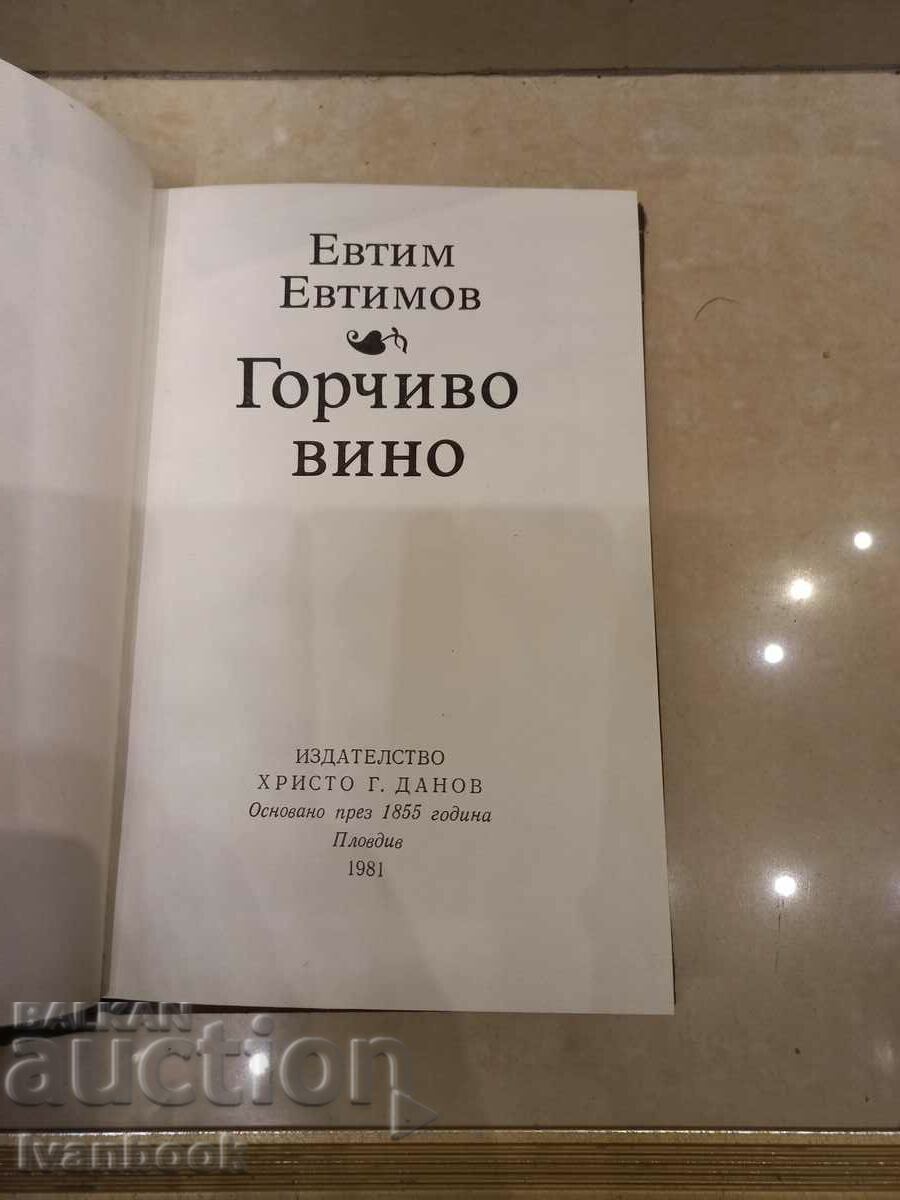 Евтим
Евтимов
Горчиво
вино
ИЗДАТЕЛСТВО
ХРИСТО Г. ДАНОВ
Основано през 1855 година
Пловдив
1981
BALKAN
auction
Ivanbook